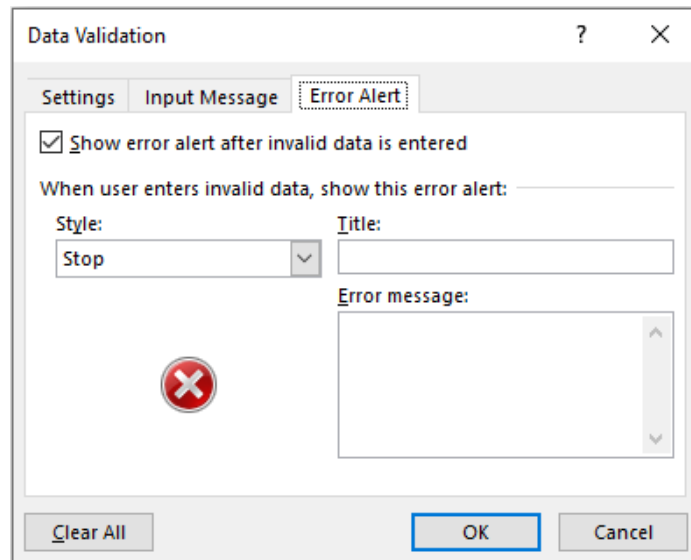 Data Validation ?
Settings Input Message Error Alert
Show error alert after invalid data is entered
When user enters invalid data, show this error alert:
Style: Title:
Stop
Error message:
Clear All OK Cancel